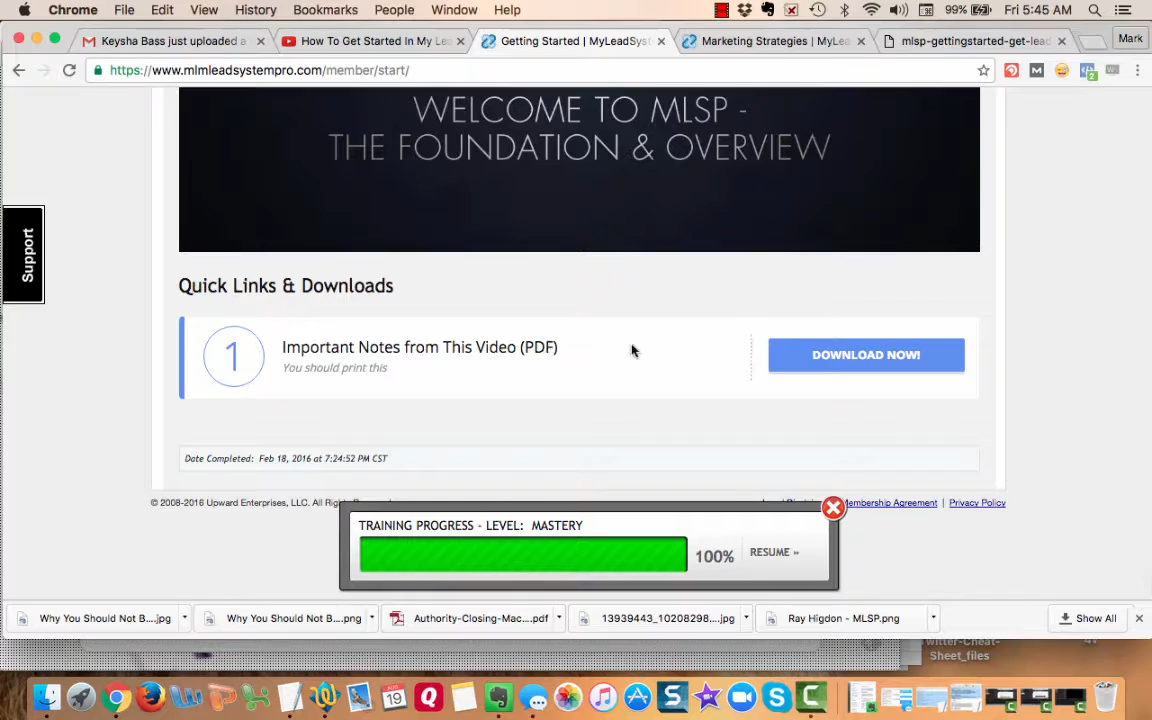 Chrome File Edit View History Bookmarks People Window Help 99% Fri 5:45 AM
Keysha Bass just uploaded a
How To Get Started In My Le
Getting Started | MyLeadSys
Marketing Strategies | MyLea
mlsp-gettingstarted-get-lead
Mark
https://www.mlmleadsystempro.com/member/start/
WELCOME TO MLSP -
THE FOUNDATION & OVERVIEW
Support
Quick Links & Downloads
1
Important Notes from This Video (PDF)
You should print this
DOWNLOAD NOW!
Date Completed: Feb 18, 2016 at 7:24:52 PM CST
© 2008-2016 Upward Enterprises, LLC. All
Membership Agreement | Privacy Policy
TRAINING PROGRESS - LEVEL: MASTERY
100%
RESUME »
Why You Should Not B....jpg
Why You Should Not B....png
Authority-Closing-Mac....pdf
13939443_10208298....jpg
Ray Higdon - MLSP.png
Show All
witter-Cheat-
Sheet_files
19